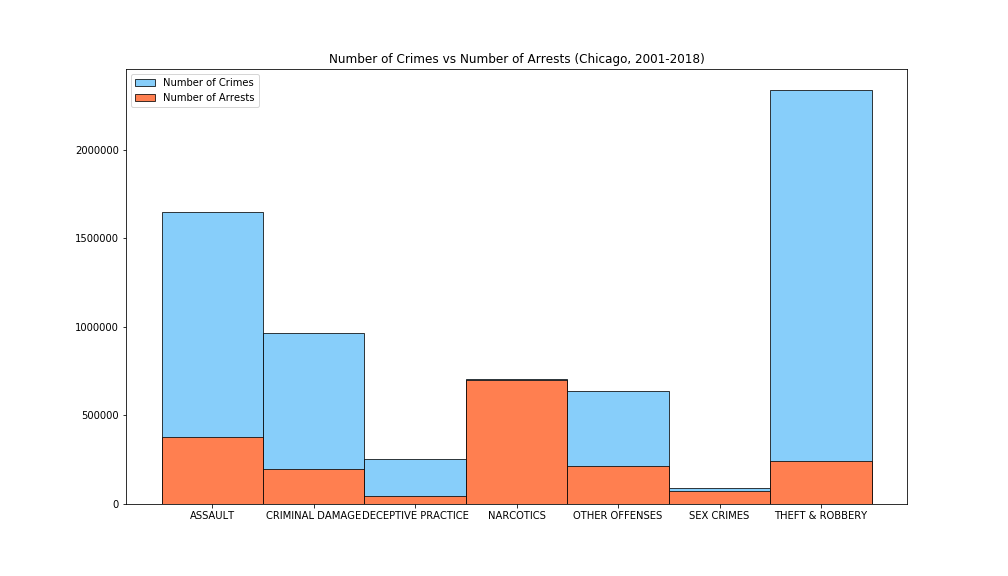 Number of Crimes vs Number of Arrests (Chicago, 2001-2018)
Number of Crimes
Number of Arrests
2000000
1500000
1000000
500000
0
ASSAULT CRIMINAL DAMAGE DECEPTIVE PRACTICE NARCOTICS OTHER OFFENSES SEX CRIMES THEFT & ROBBERY